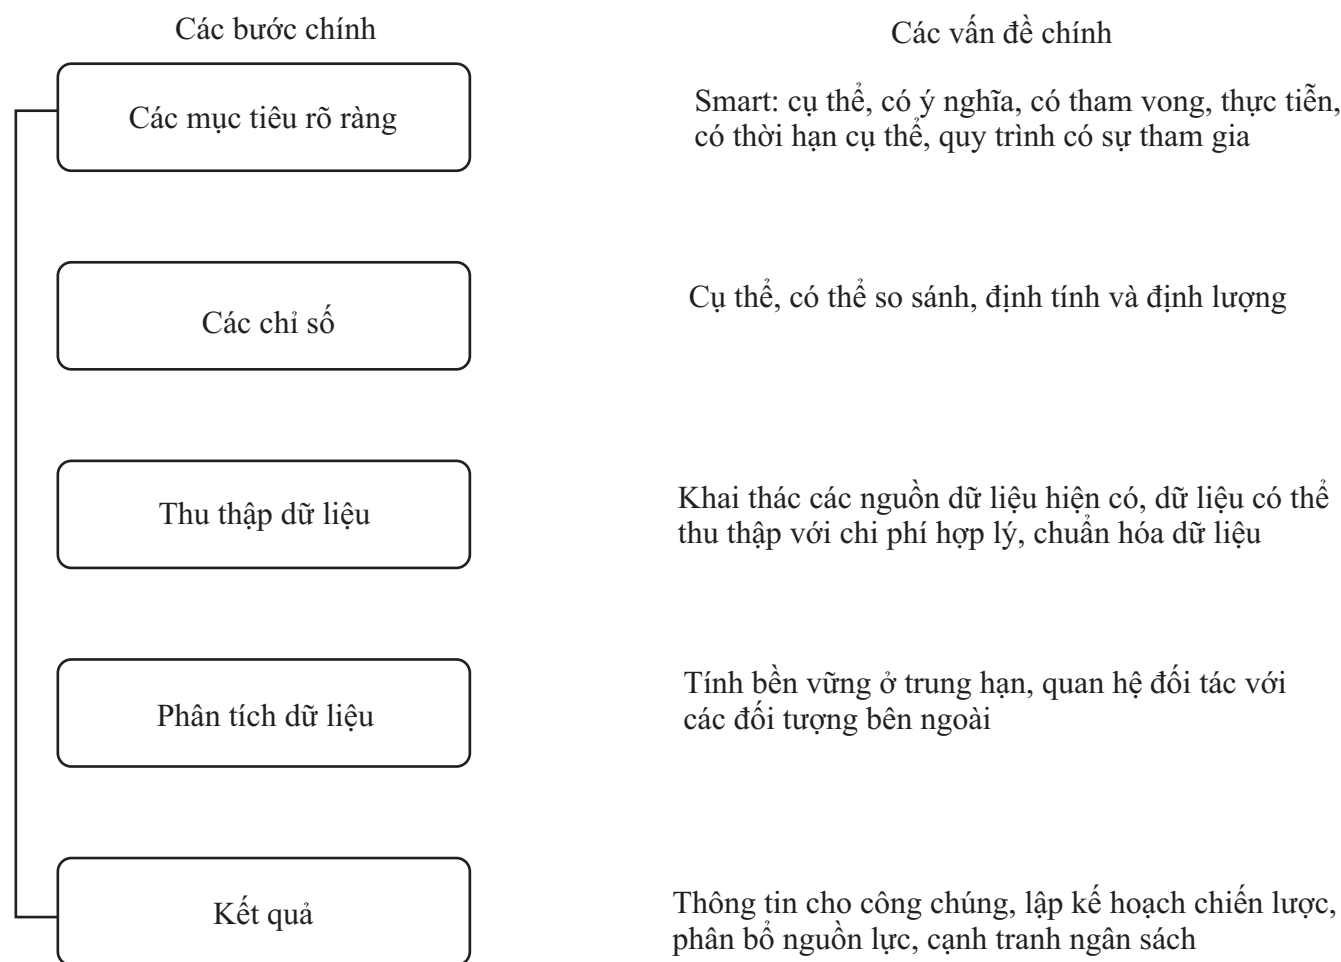 Các bước chính
Các vấn đề chính
Các mục tiêu rõ ràng
Smart: cụ thể, có ý nghĩa, có tham vong, thực tiễn,
có thời hạn cụ thể, quy trình có sự tham gia
Các chỉ số
Cụ thể, có thể so sánh, định tính và định lượng
Thu thập dữ liệu
Khai thác các nguồn dữ liệu hiện có, dữ liệu có thể
thu thập với chi phí hợp lý, chuẩn hóa dữ liệu
Phân tích dữ liệu
Tính bền vững ở trung hạn, quan hệ đối tác với
các đối tượng bên ngoài
Kết quả
Thông tin cho công chúng, lập kế hoạch chiến lược,
phân bổ nguồn lực, cạnh tranh ngân sách